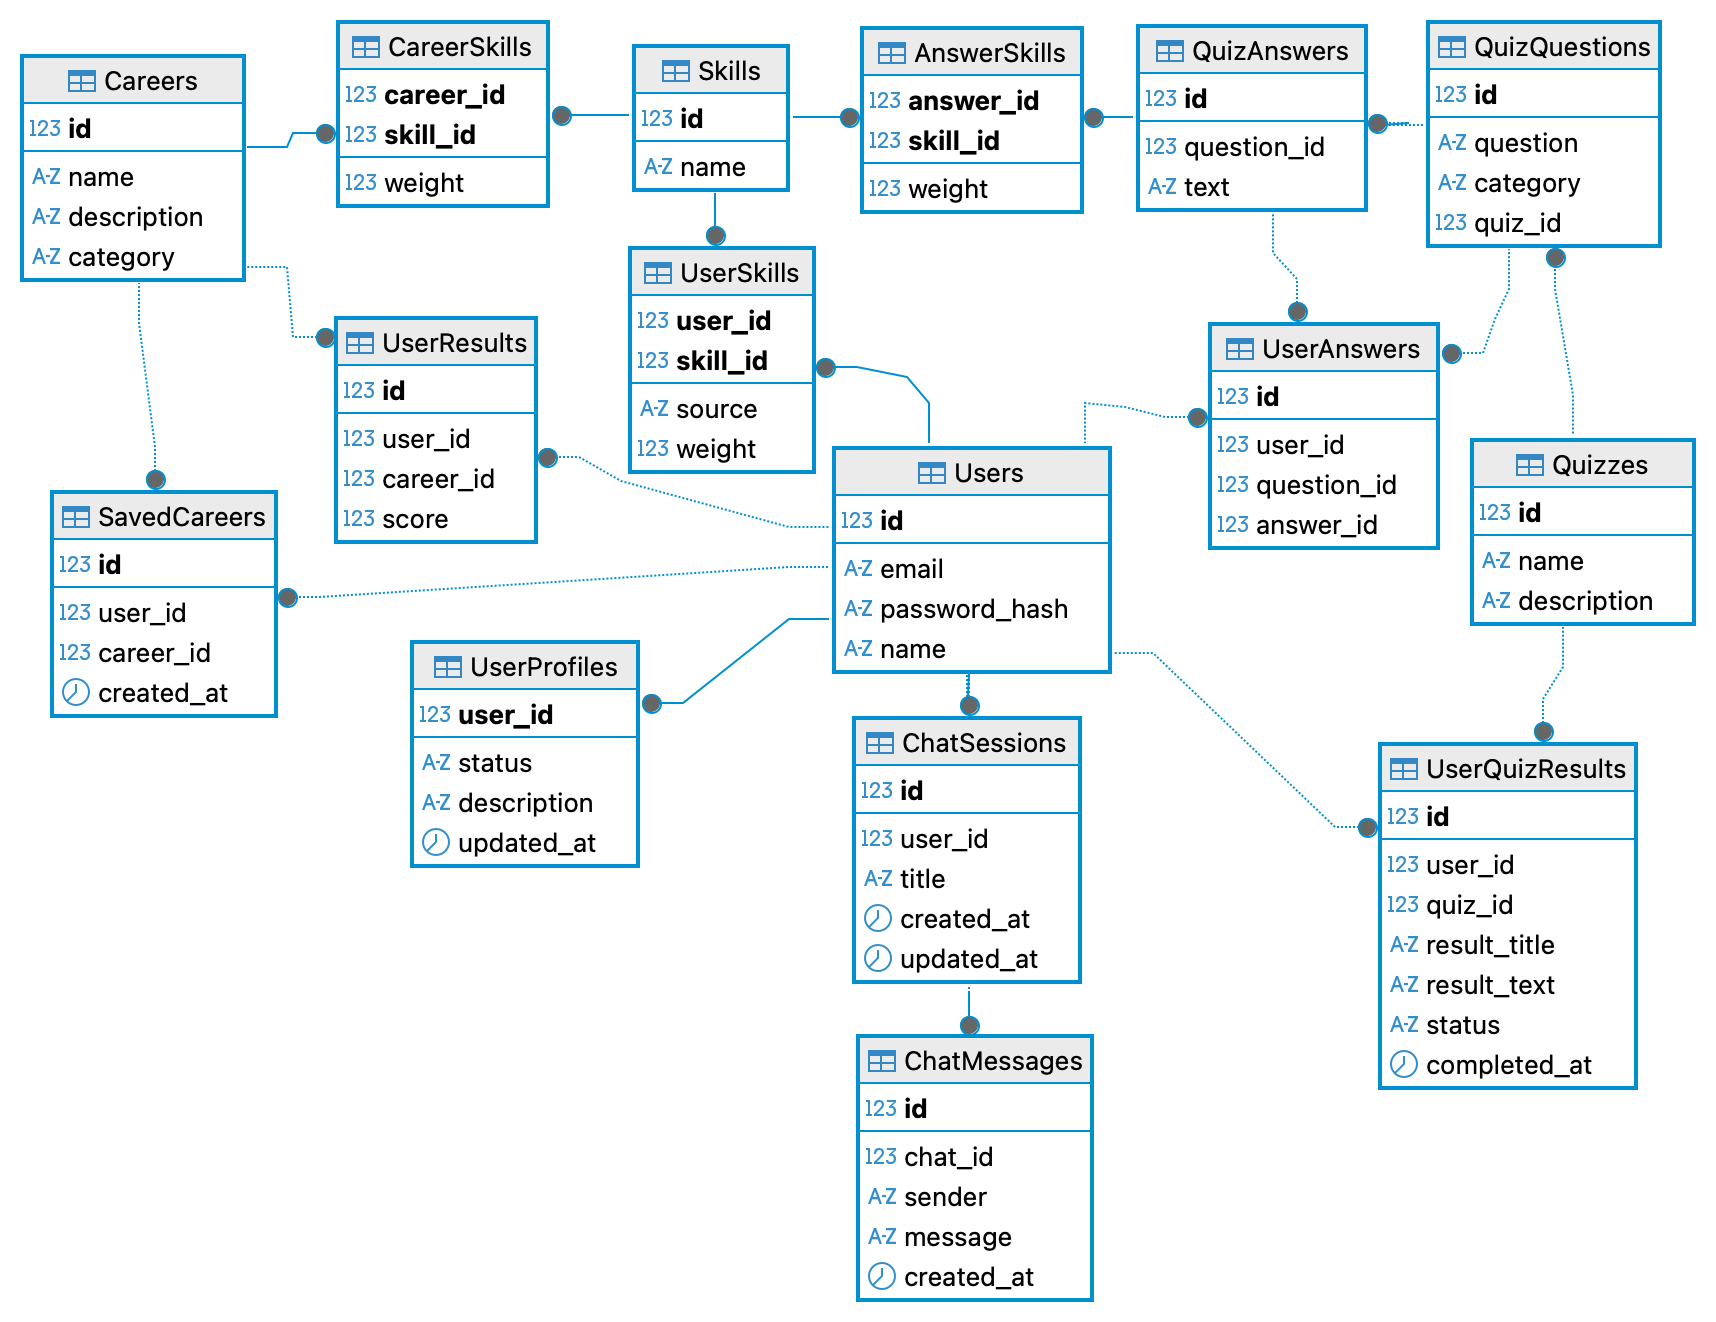 Careers
123 id
A-Z name
A-Z description
A-Z category
CareerSkills
123 career_id
123 skill_id
123 weight
Skills
123 id
A-Z name
AnswerSkills
123 answer_id
123 skill_id
123 weight
QuizAnswers
123 id
123 question_id
A-Z text
QuizQuestions
123 id
A-Z question
A-Z category
123 quiz_id
UserSkills
123 user_id
123 skill_id
A-Z source
123 weight
UserResults
123 id
123 user_id
123 career_id
123 score
UserAnswers
123 id
123 user_id
123 question_id
123 answer_id
Quizzes
123 id
A-Z name
A-Z description
Users
123 id
A-Z email
A-Z password_hash
A-Z name
SavedCareers
123 id
123 user_id
123 career_id
created_at
UserProfiles
123 user_id
A-Z status
A-Z description
updated_at
ChatSessions
123 id
123 user_id
A-Z title
created_at
updated_at
UserQuizResults
123 id
123 user_id
123 quiz_id
A-Z result_title
A-Z result_text
A-Z status
completed_at
ChatMessages
123 id
123 chat_id
A-Z sender
A-Z message
created_at